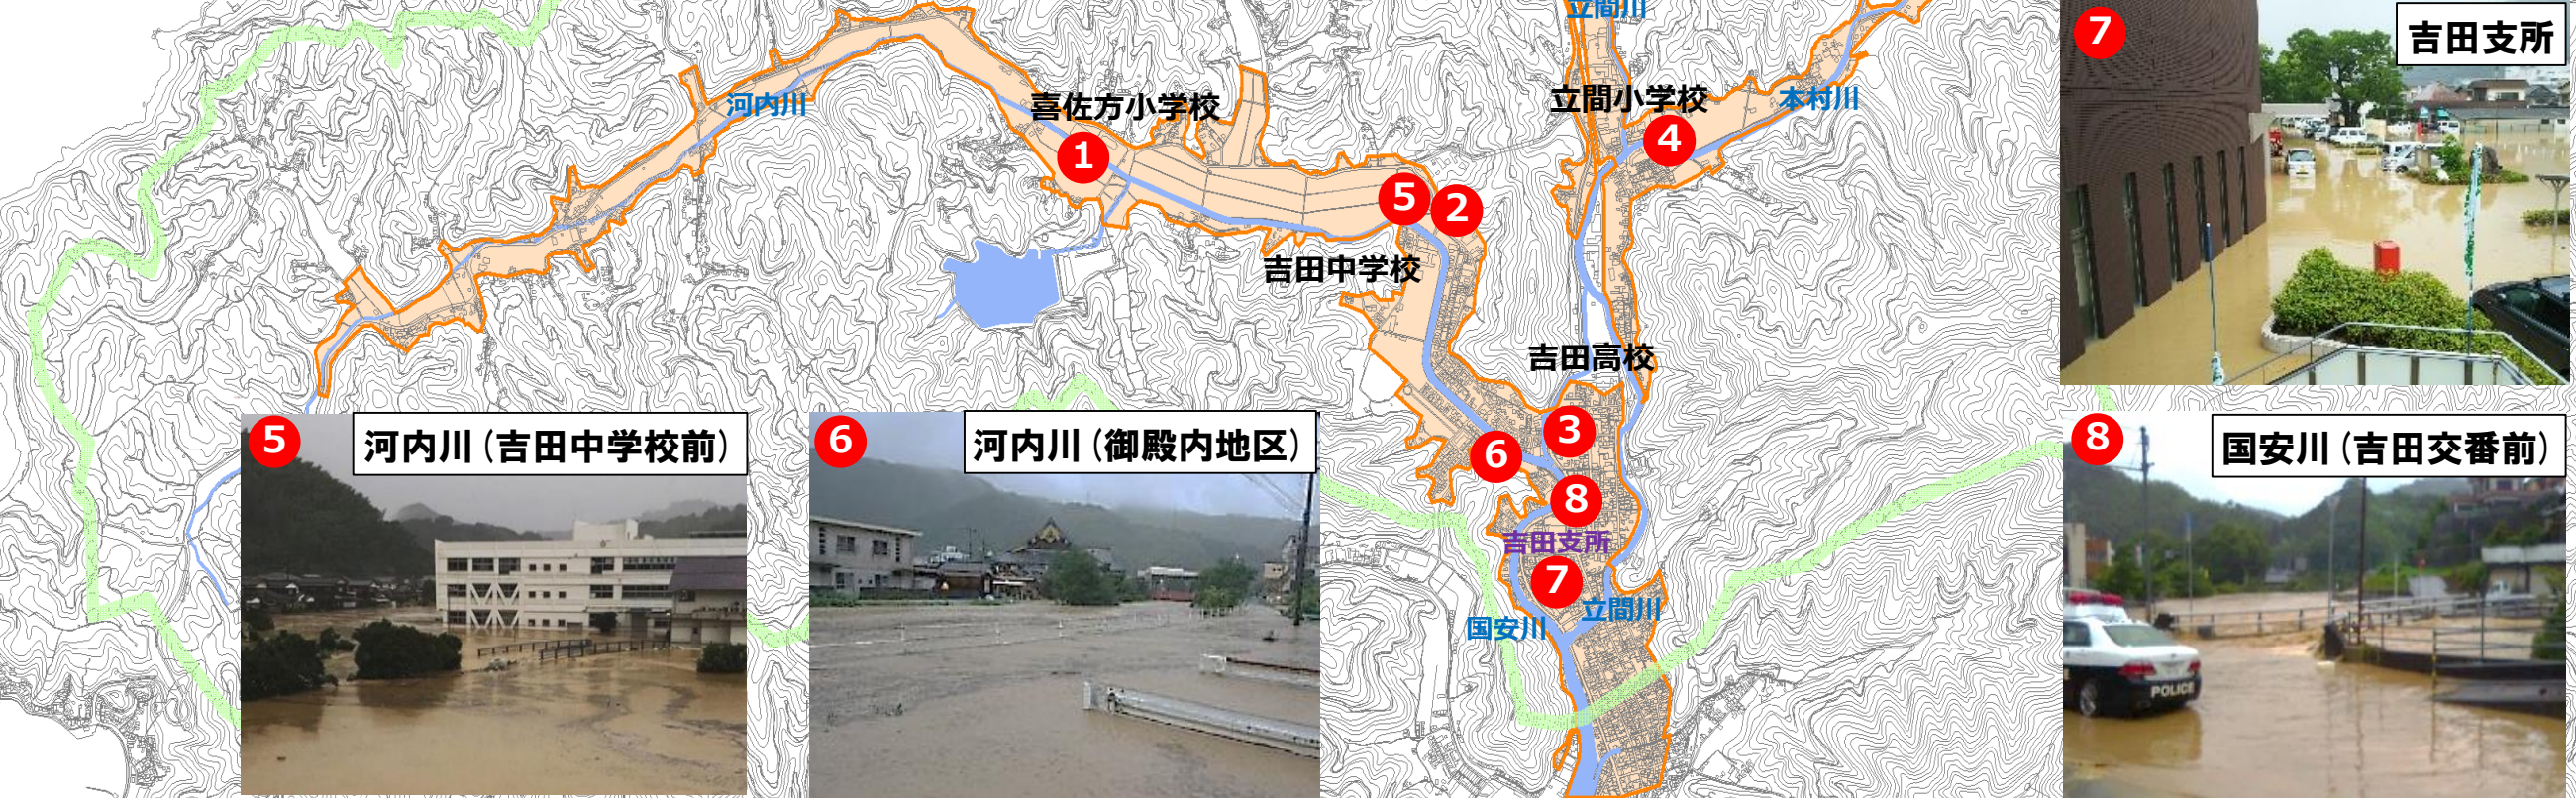 立間川
7
吉田支所
河内川
喜佐方小学校
立間小学校
本村川
1
4
5
2
吉田中学校
吉田高校
3
6
8
吉田支所
7
立間川
国安川
5
河内川(吉田中学校前)
6
河内川(御殿内地区)
8
国安川(吉田交番前)
POLICE